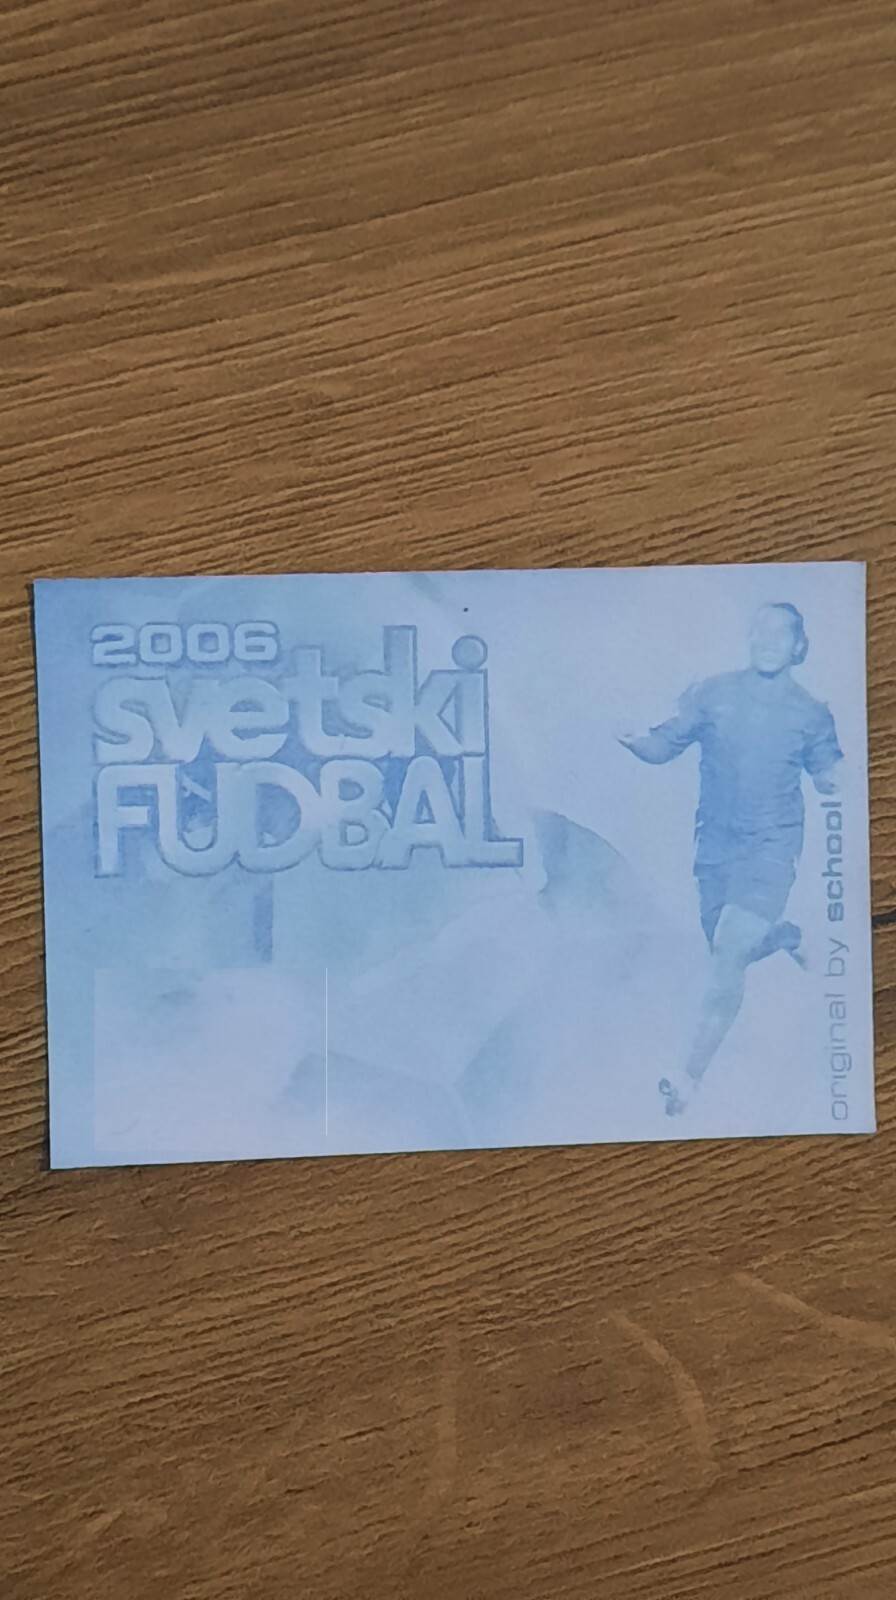 2006
svetski
FUDBAL
original by school